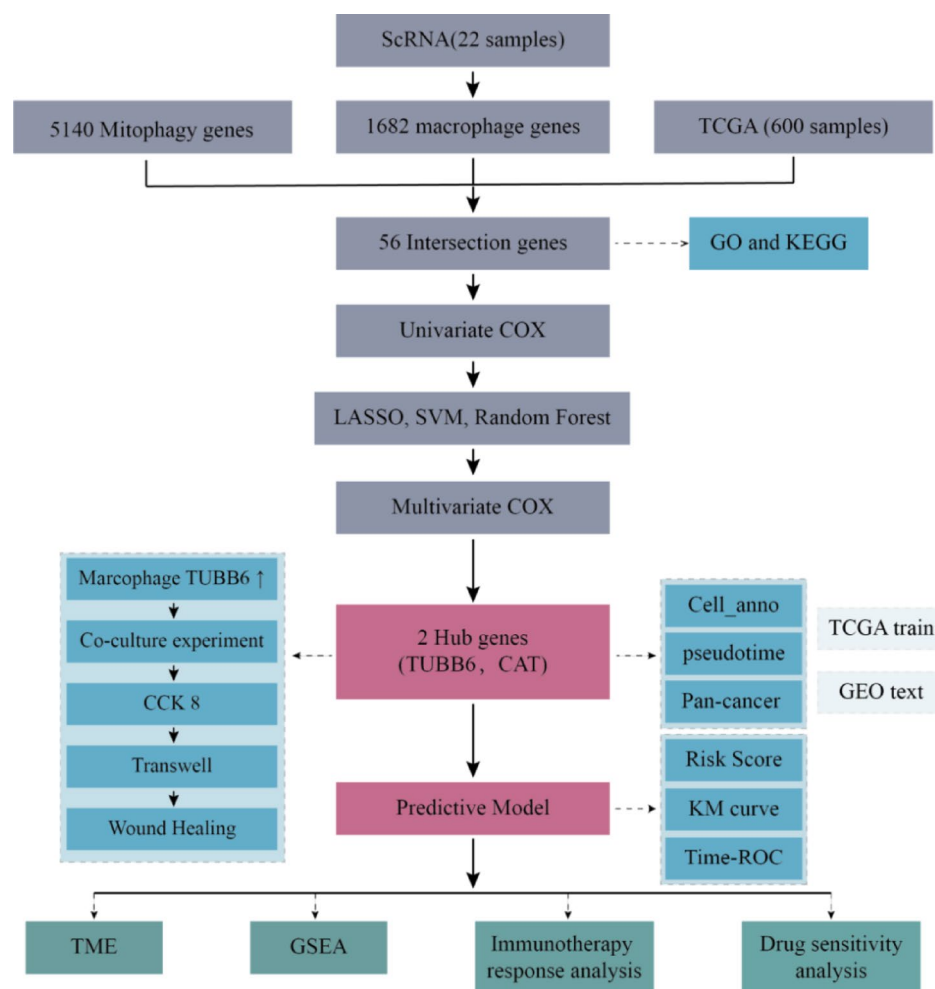 ScRNA(22 samples)
5140 Mitophagy genes
1682 macrophage genes
TCGA (600 samples)
56 Intersection genes
GO and KEGG
Univariate COX
LASSO, SVM, Random Forest
Multivariate COX
Marcophage TUBB6 ↑
Co-culture experiment
CCK 8
Transwell
Wound Healing
2 Hub genes
(TUBB6，CAT)
Cell_anno
pseudotime
Pan-cancer
TCGA train
GEO text
Predictive Model
Risk Score
KM curve
Time-ROC
TME
GSEA
Immunotherapy
response analysis
Drug sensitivity
analysis